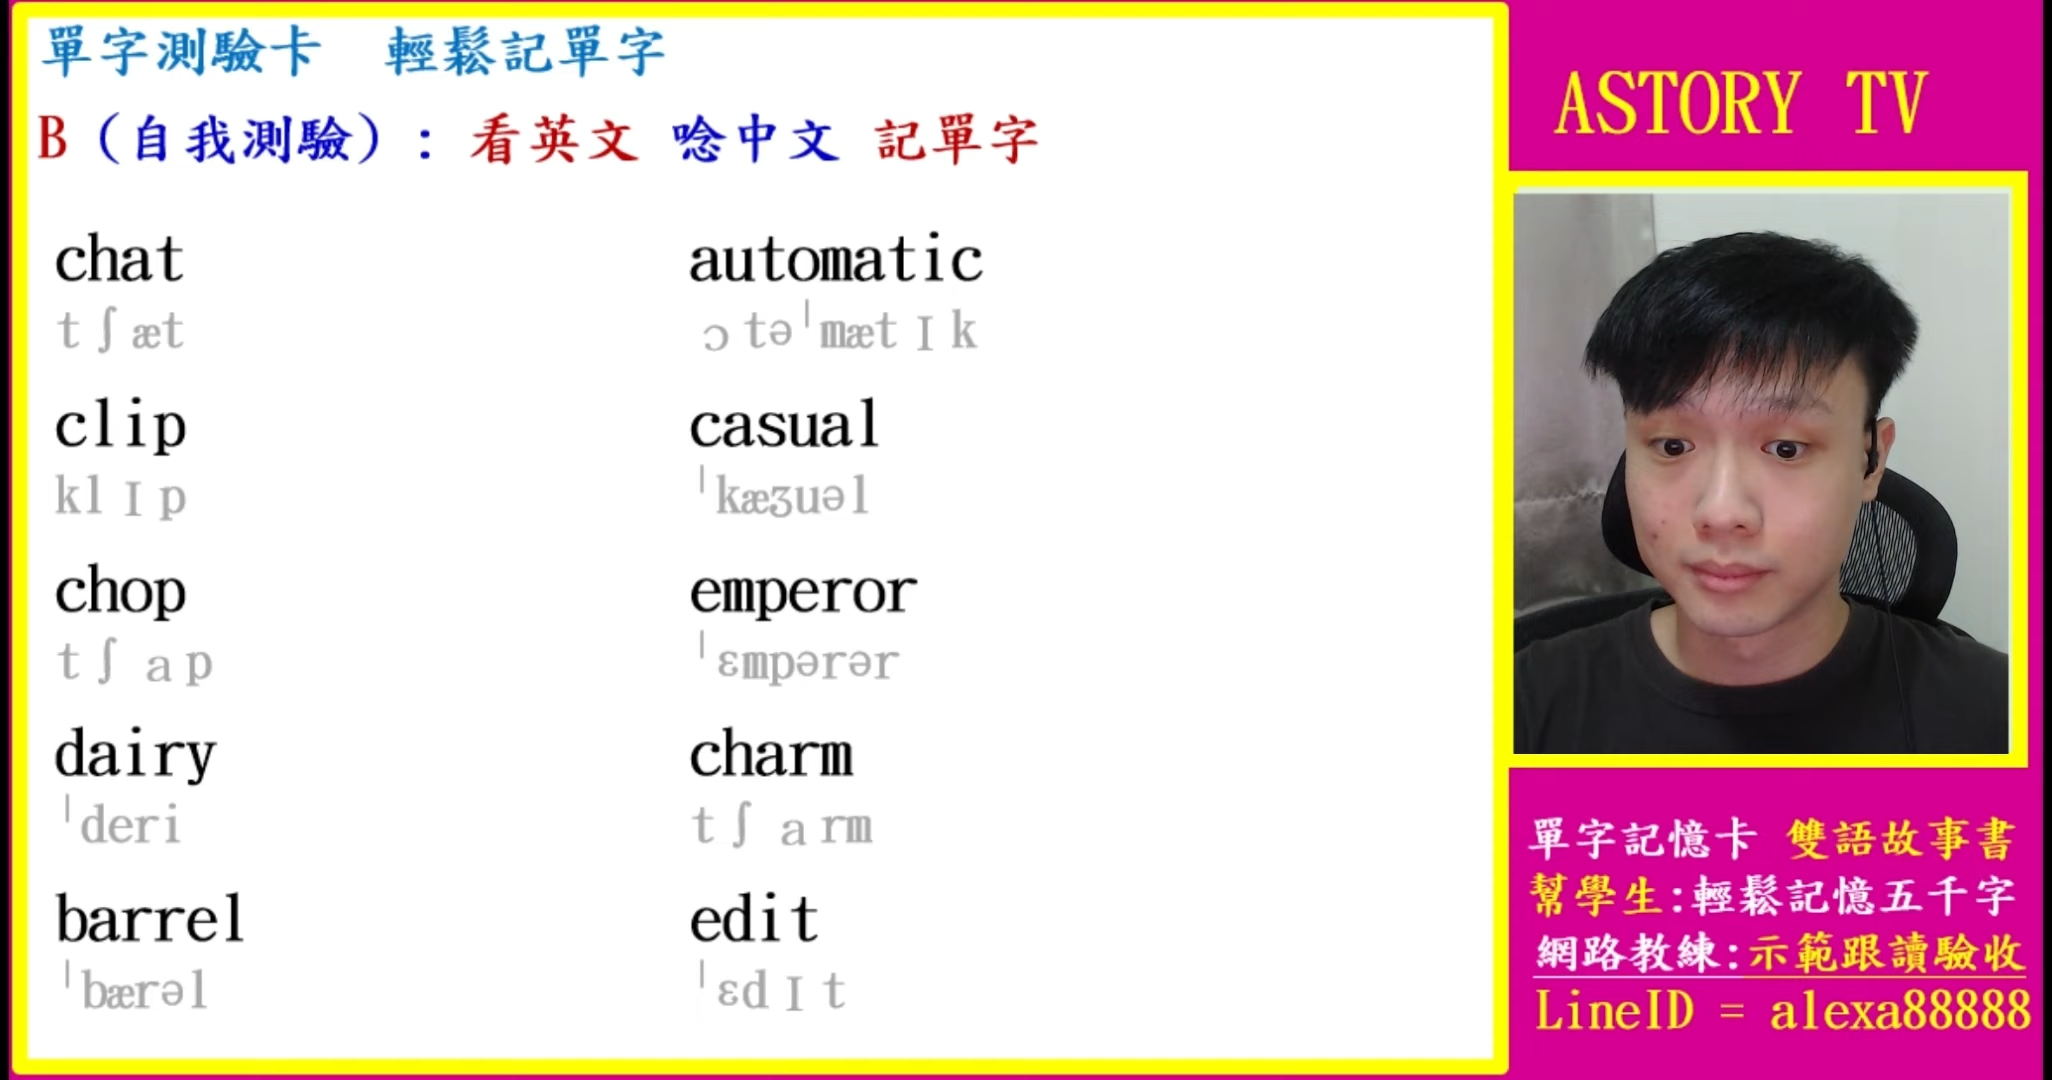 單字測驗卡　輕鬆記單字
B（自我測驗）：看英文 唸中文 記單字
chat
tʃæt
clip
klɪp
chop
tʃɑp
dairy
ˈderi
barrel
ˈbærəl
automatic
ɔtəˈmætɪk
casual
ˈkæʒuəl
emperor
ˈɛmpərər
charm
tʃɑrm
edit
ˈɛdɪt
ASTORY TV
單字記憶卡 雙語故事書
幫學生:輕鬆記憶五千字
網路教練:示範跟讀驗收
LineID = alexa88888